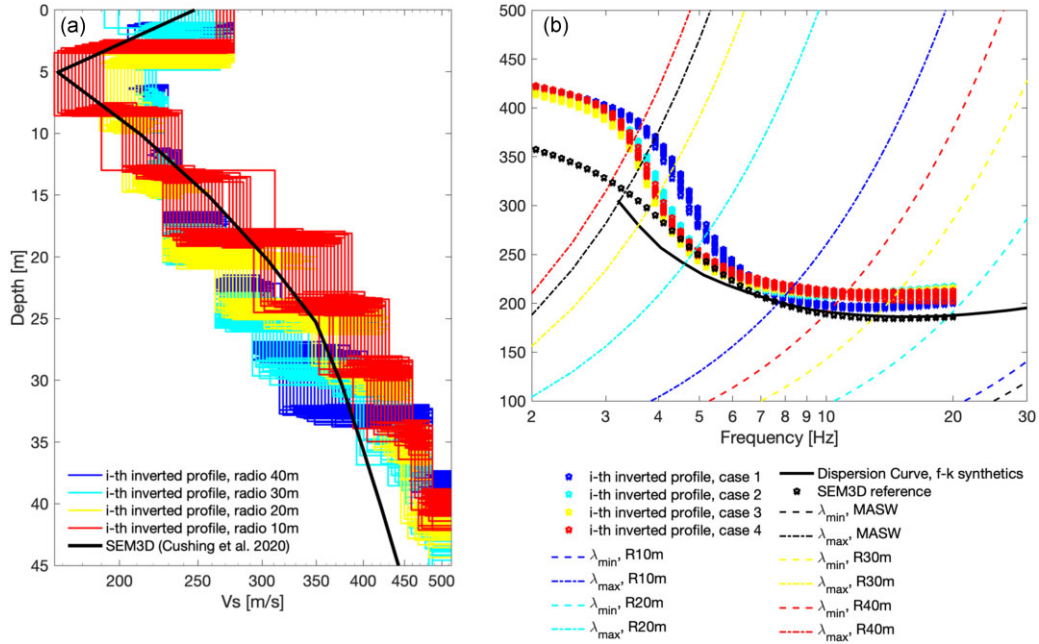 (a)
0
5
10
15
20
25
30
35
40
45
Depth [m]
200
250
300
350
400
450
500
Vs [m/s]
i-th inverted profile, radio 40m
i-th inverted profile, radio 30m
i-th inverted profile, radio 20m
i-th inverted profile, radio 10m
SEM3D (Cushing et al. 2020)
(b)
500
450
400
350
300
250
200
150
100
2
3
4
5
6
7
8
9
10
20
30
Frequency [Hz]
i-th inverted profile, case 1
i-th inverted profile, case 2
i-th inverted profile, case 3
i-th inverted profile, case 4
λmin, R10m
λmax, R10m
λmin, R20m
λmax, R20m
Dispersion Curve, f-k synthetics
SEM3D reference
λmin, MASW
λmax, MASW
λmin, R30m
λmax, R30m
λmin, R40m
λmax, R40m